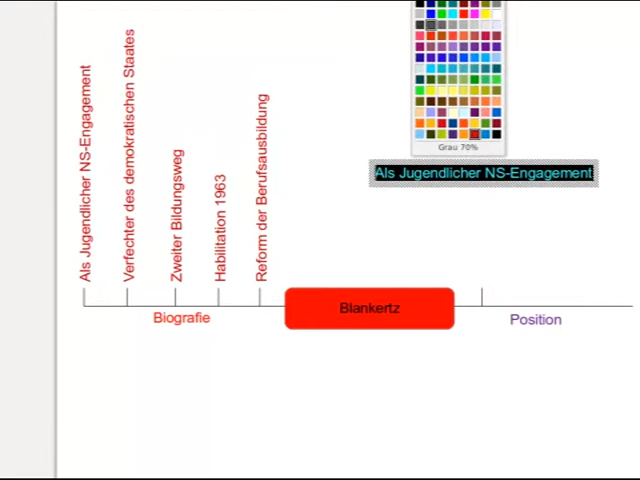 Als Jugendlicher NS-Engagement
Verfechter des demokratischen Staates
Zweiter Bildungsweg
Habilitation 1963
Reform der Berufsausbildung
Grau 70%
Als Jugendlicher NS-Engagement
Blankertz
Biografie
Position